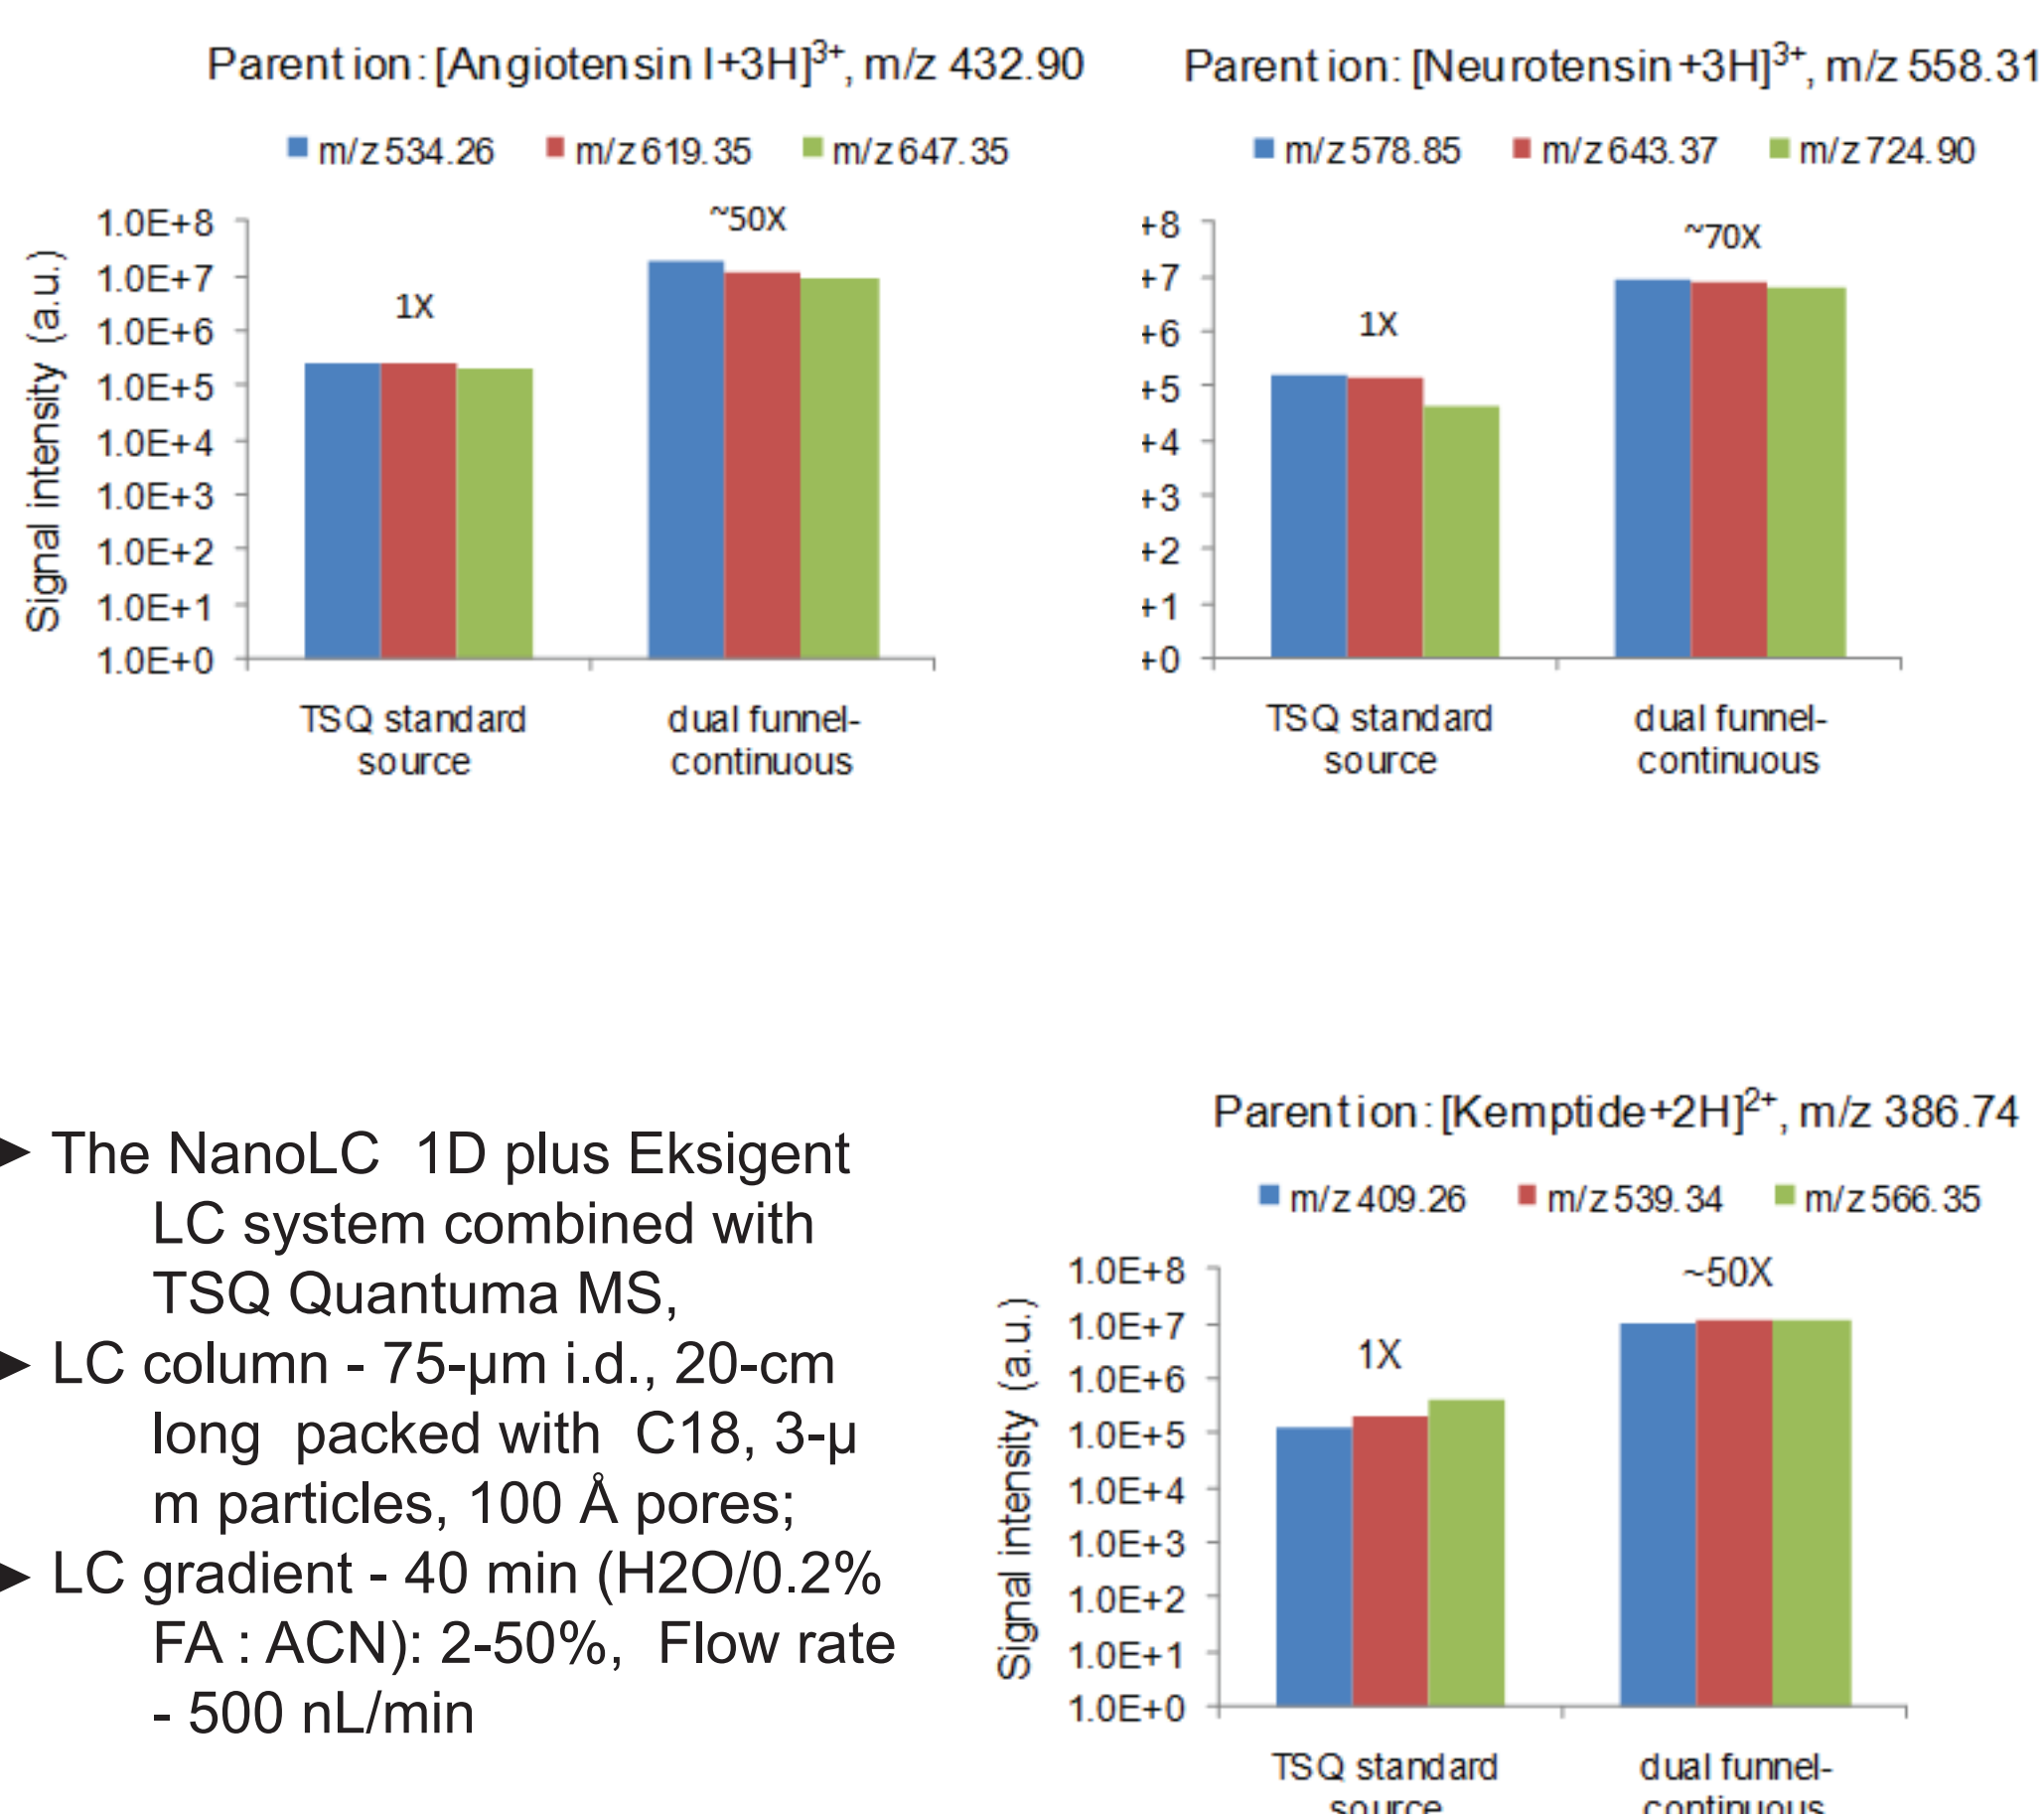 Parent ion: [Angiotensin I+3H]3+, m/z 432.90
m/z 534.26 m/z 619.35 m/z 647.35
Signal intensity (a.u.)
1.0E+8
1.0E+7
1.0E+6
1.0E+5
1.0E+4
1.0E+3
1.0E+2
1.0E+1
1.0E+0
1X
~50X
TSQ standard
source
dual funnel-
continuous
Parent ion: [Neurotensin+3H]3+, m/z 558.31
m/z 578.85 m/z 643.37 m/z 724.90
+8
+7
+6
+5
+4
+3
+2
+1
+0
1X
~70X
TSQ standard
source
dual funnel-
continuous
► The NanoLC 1D plus Eksigent
LC system combined with
TSQ Quantuma MS,
► LC column - 75-µm i.d., 20-cm
long packed with C18, 3-µ
m particles, 100 Å pores;
► LC gradient - 40 min (H2O/0.2%
FA : ACN): 2-50%, Flow rate
- 500 nL/min
Parent ion: [Kemptide+2H]2+, m/z 386.74
m/z 409.26 m/z 539.34 m/z 566.35
Signal intensity (a.u.)
1.0E+8
1.0E+7
1.0E+6
1.0E+5
1.0E+4
1.0E+3
1.0E+2
1.0E+1
1.0E+0
1X
~50X
TSQ standard
source
dual funnel-
continuous